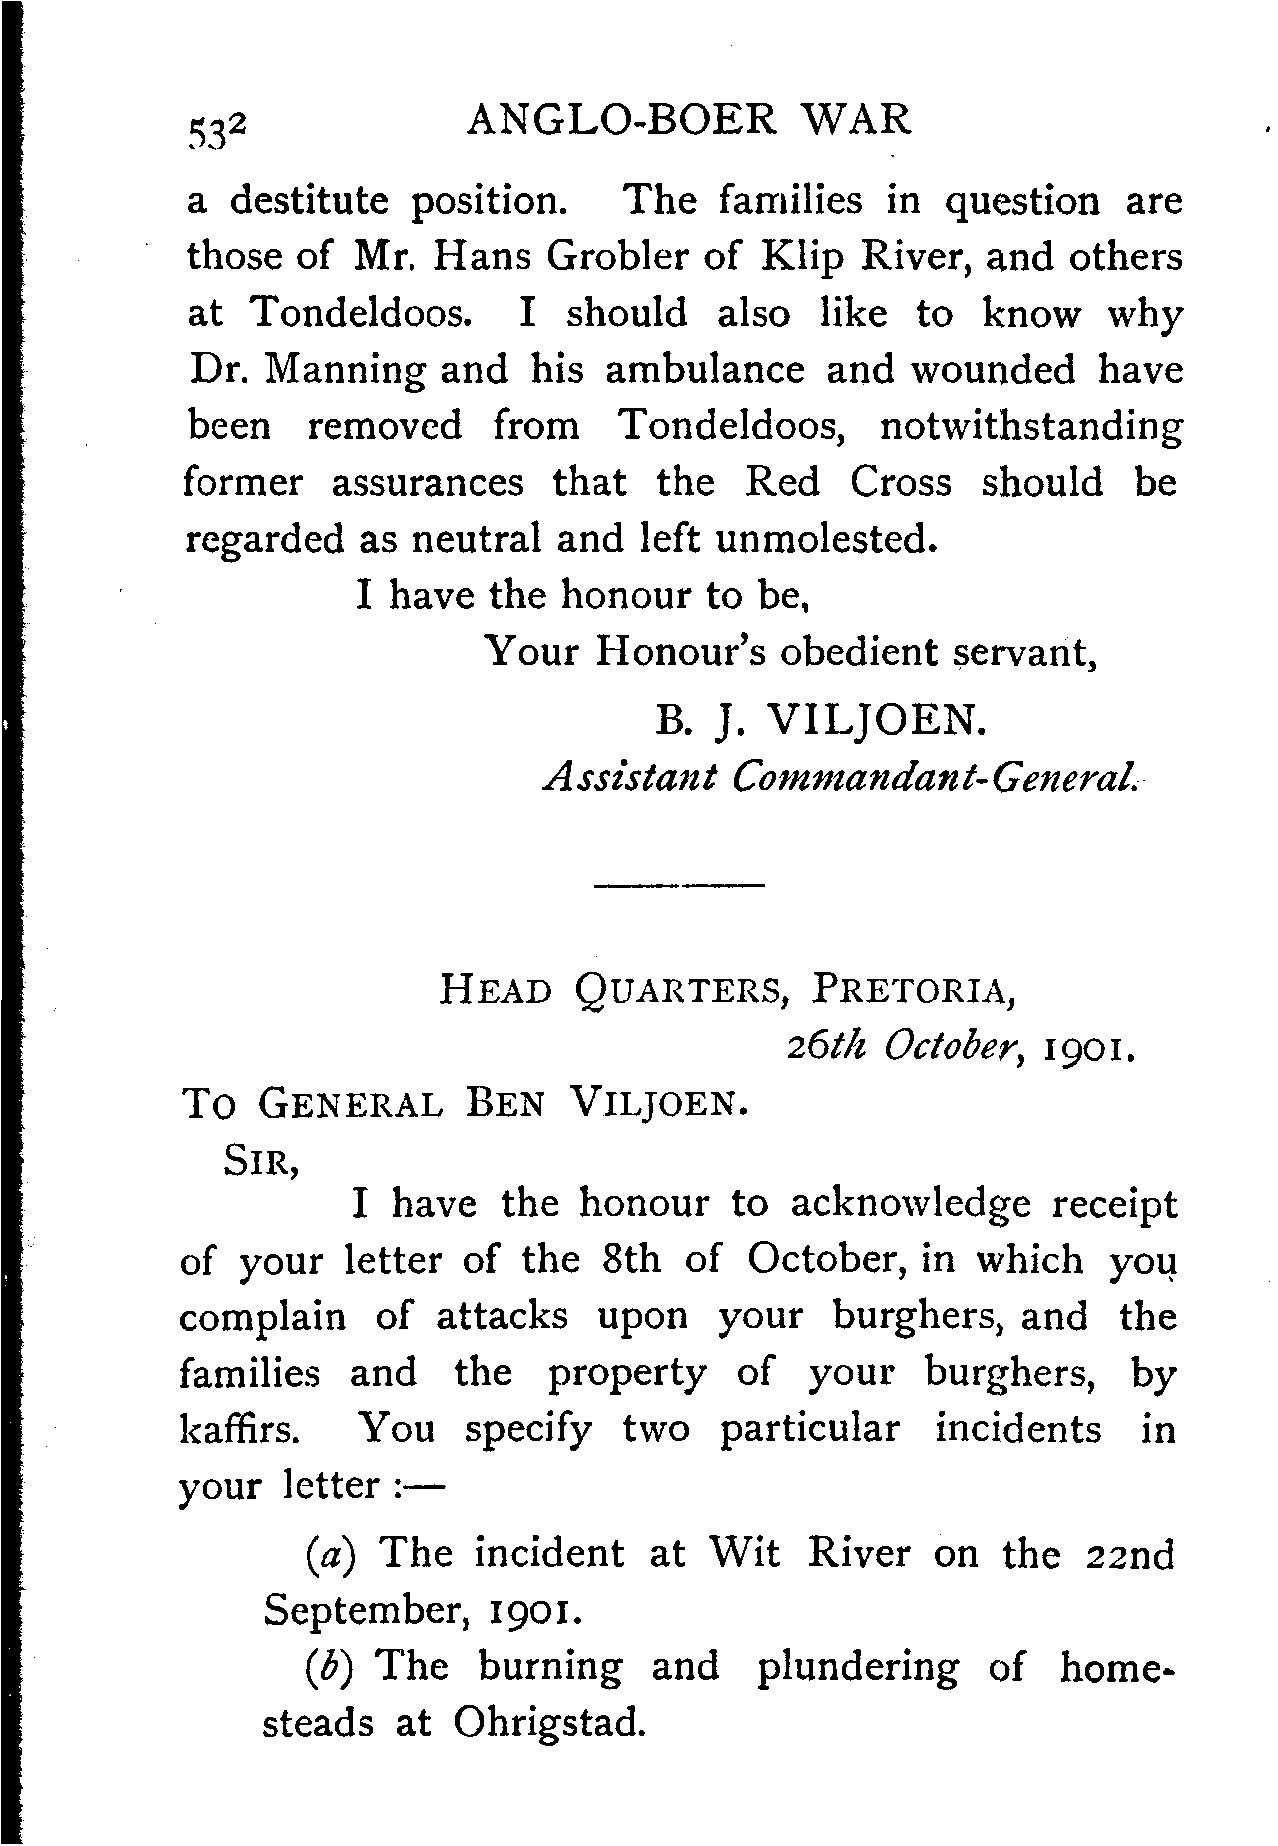 532 ANGLO-BOER WAR
a destitute position. The families in question are
those of Mr. Hans Grobler of Klip River, and others
at Tondeldoos. I should also like to know why
Dr. Manning and his ambulance and wounded have
been removed from Tondeldoos, notwithstanding
former assurances that the Red Cross should be
regarded as neutral and left unmolested.
I have the honour to be,
Your Honour's obedient servant,
B. J. VILJOEN.
Assistant Commandant-General.
HEAD QUARTERS, PRETORIA,
26th October, 1901.
TO GENERAL BEN VILJOEN.
SIR,
I have the honour to acknowledge receipt
of your letter of the 8th of October, in which you
complain of attacks upon your burghers, and the
families and the property of your burghers, by
kaffirs. You specify two particular incidents in
your letter :—
(a) The incident at Wit River on the 22nd
September, 1901.
(b) The burning and plundering of home-
steads at Ohrigstad.